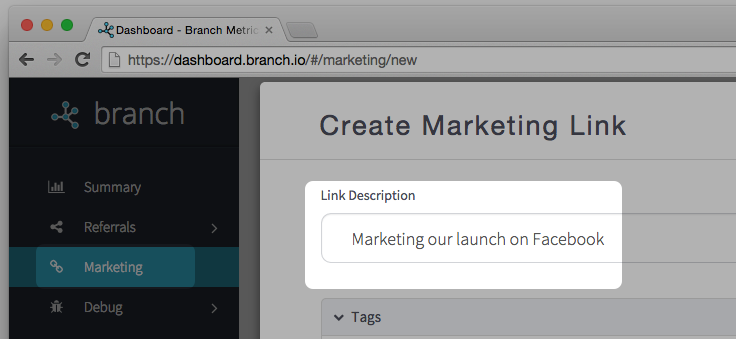 Dashboard - Branch Metric
https://dashboard.branch.io/#/marketing/new
branch
Create Marketing Link
Summary
Referrals
Marketing
Debug
Link Description
Marketing our launch on Facebook
Tags